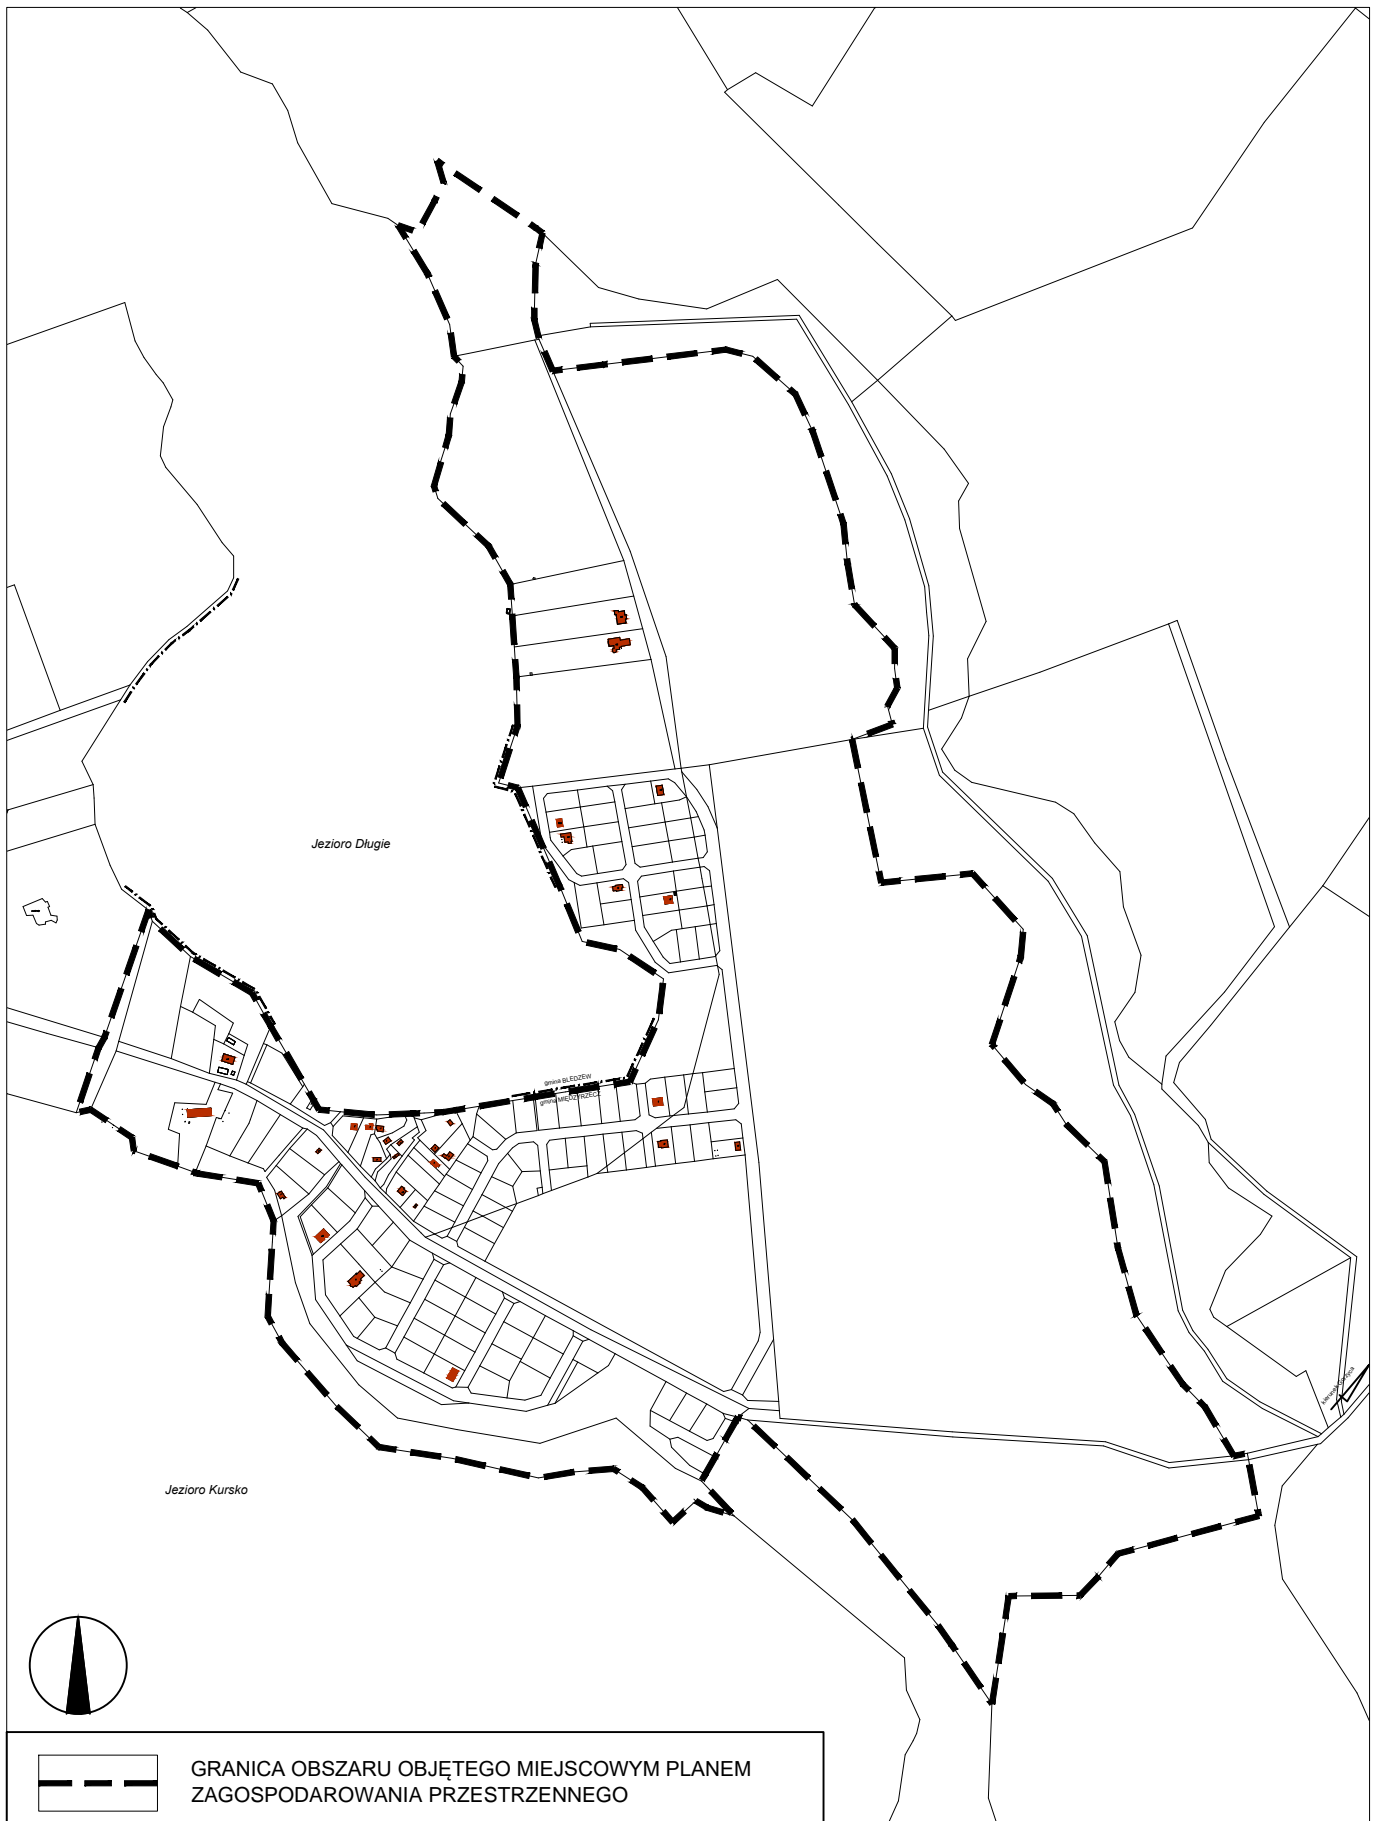 Jezioro Długie
gmina BLEDZEW
gmina MIĘDZYRZECZ
Jezioro Kursko
GRANICA OBSZARU OBJĘTEGO MIEJSCOWYM PLANEM
ZAGOSPODAROWANIA PRZESTRZENNEGO